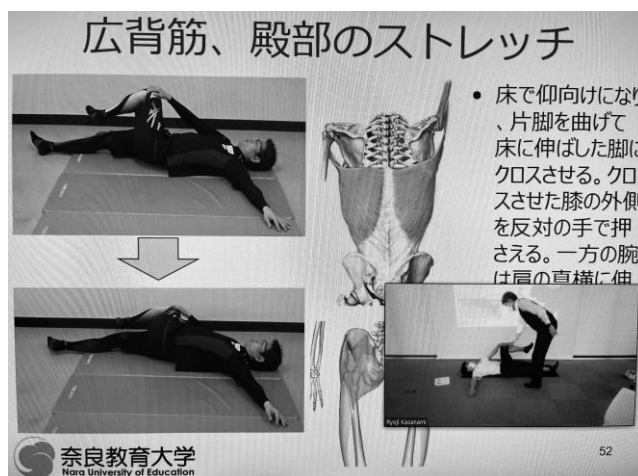 広背筋、殿部のストレッチ
• 床で仰向けになり
、片脚を曲げて
床に伸ばした脚に
クロスさせる。クロ
スさせた膝の外側
を反対の手で押
さえる。一方の腕
は肩の真横に伸
Ryoji Kasanami
奈良教育大学
Nara University of Education
52